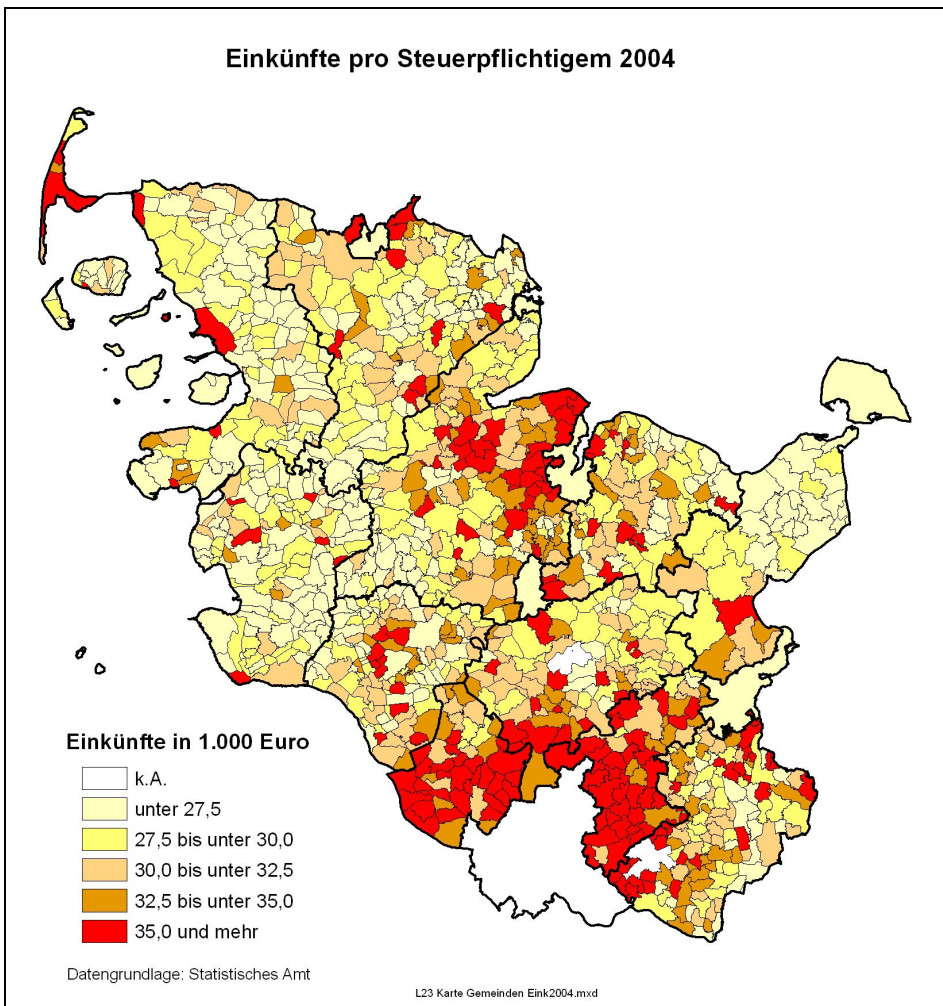 Einkünfte pro Steuerpflichtigem 2004
Einkünfte in 1.000 Euro
k.A.
unter 27,5
27,5 bis unter 30,0
30,0 bis unter 32,5
32,5 bis unter 35,0
35,0 und mehr
Datengrundlage: Statistisches Amt
L23 Karte Gemeinden Eink2004.mxd